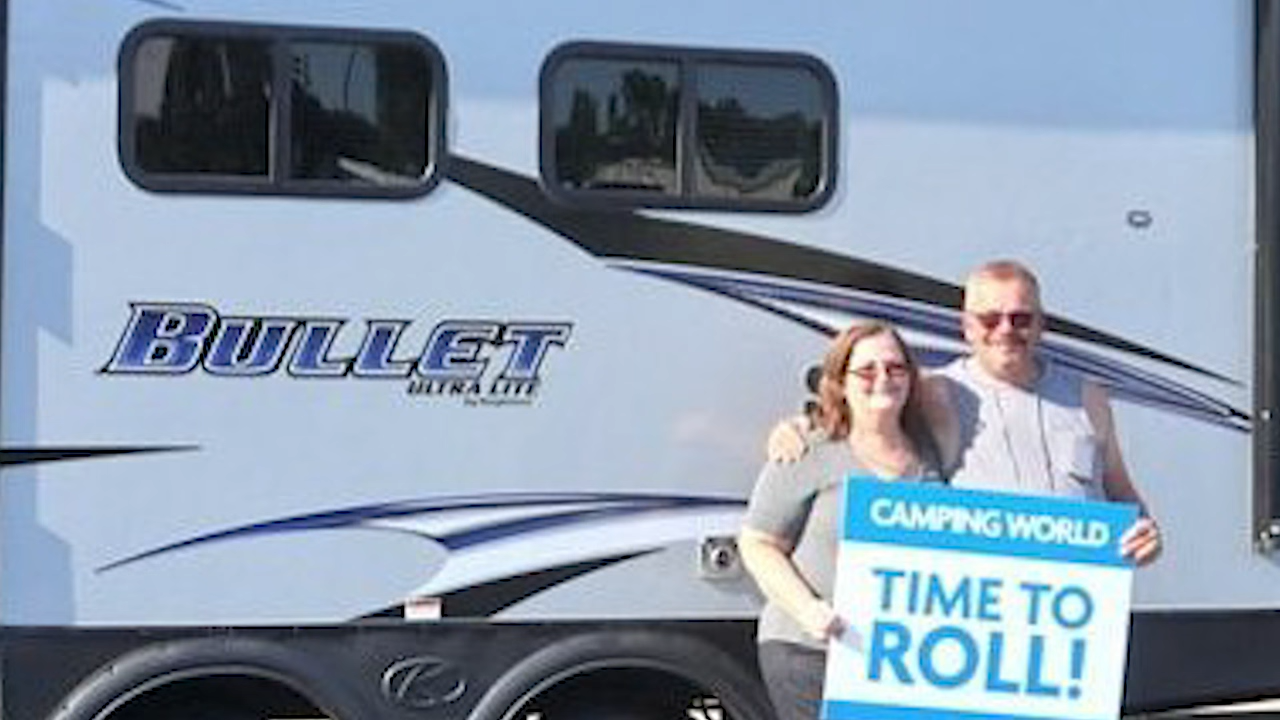 BULLET
ULTRA LITE
CAMPING WORLD
TIME TO
ROLL!